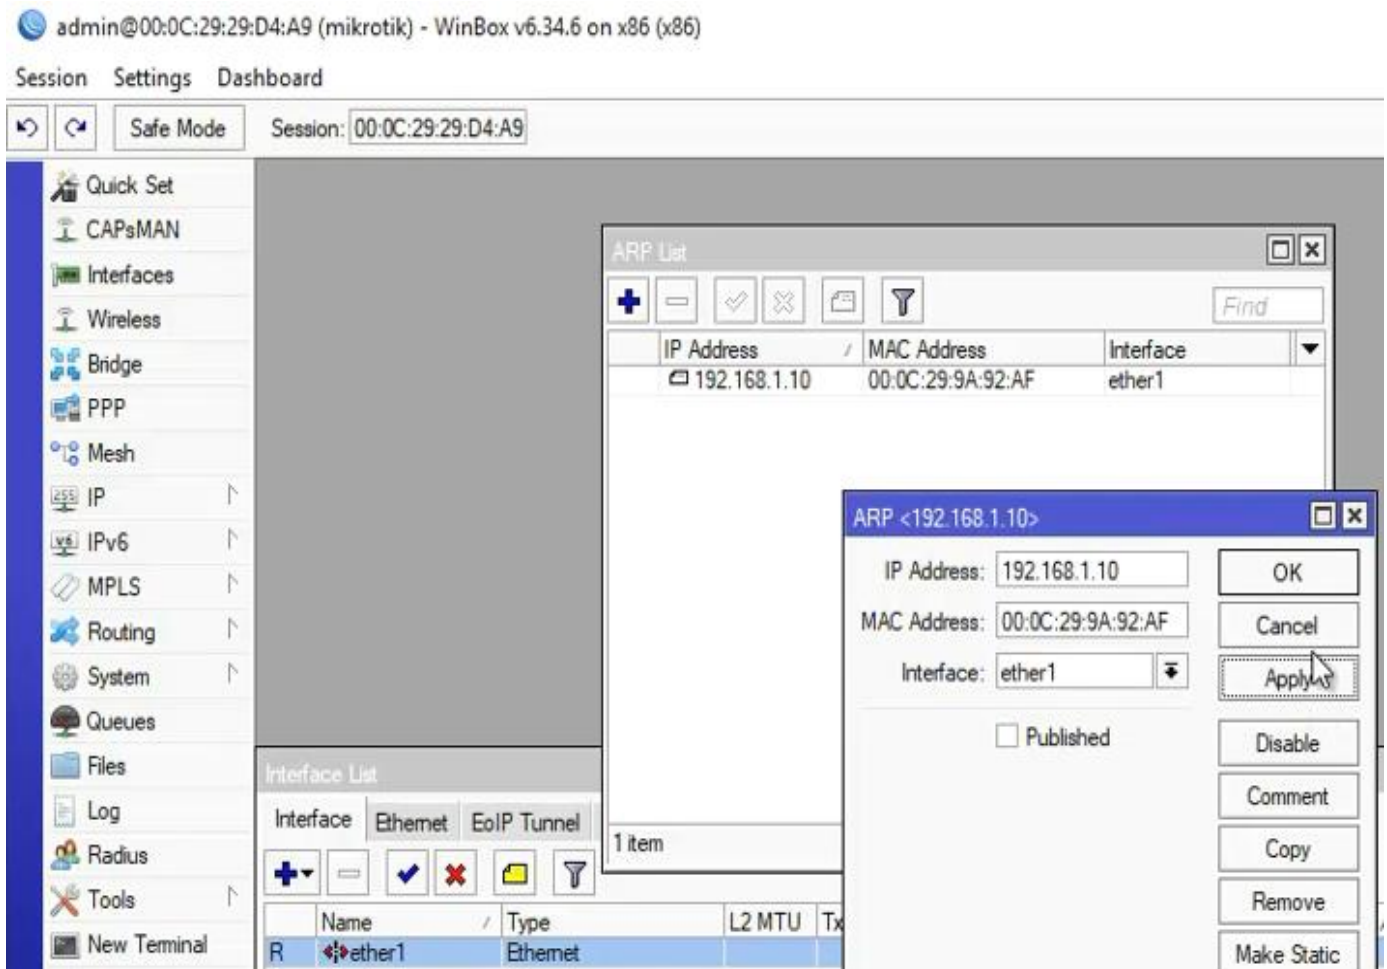 admin@00:0C:29:29:D4:A9 (mikrotik) - WinBox v6.34.6 on x86 (x86)
Session Settings Dashboard
Safe Mode Session: 00:0C:29:29:D4:A9
Quick Set
CAPsMAN
Interfaces
Wireless
Bridge
PPP
Mesh
255 IP
v6 IPv6
MPLS
Routing
System
Queues
Files
Log
Radius
Tools
New Terminal
ARP List
Find
IP Address MAC Address Interface
192.168.1.10 00:0C:29:9A:92:AF ether1
1 item
ARP <192.168.1.10>
IP Address: 192.168.1.10
MAC Address: 00:0C:29:9A:92:AF
Interface: ether1
Published
OK
Cancel
Apply
Disable
Comment
Copy
Remove
Make Static
Interface List
Interface Ethernet EoIP Tunnel
Name Type L2 MTU Tx
R ether1 Ethernet